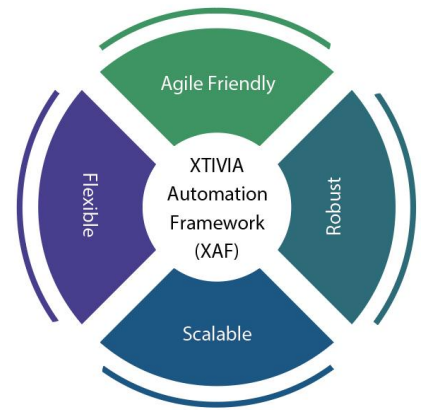 Agile Friendly
Flexible
XTIVIA
Automation
Framework
(XAF)
Robust
Scalable